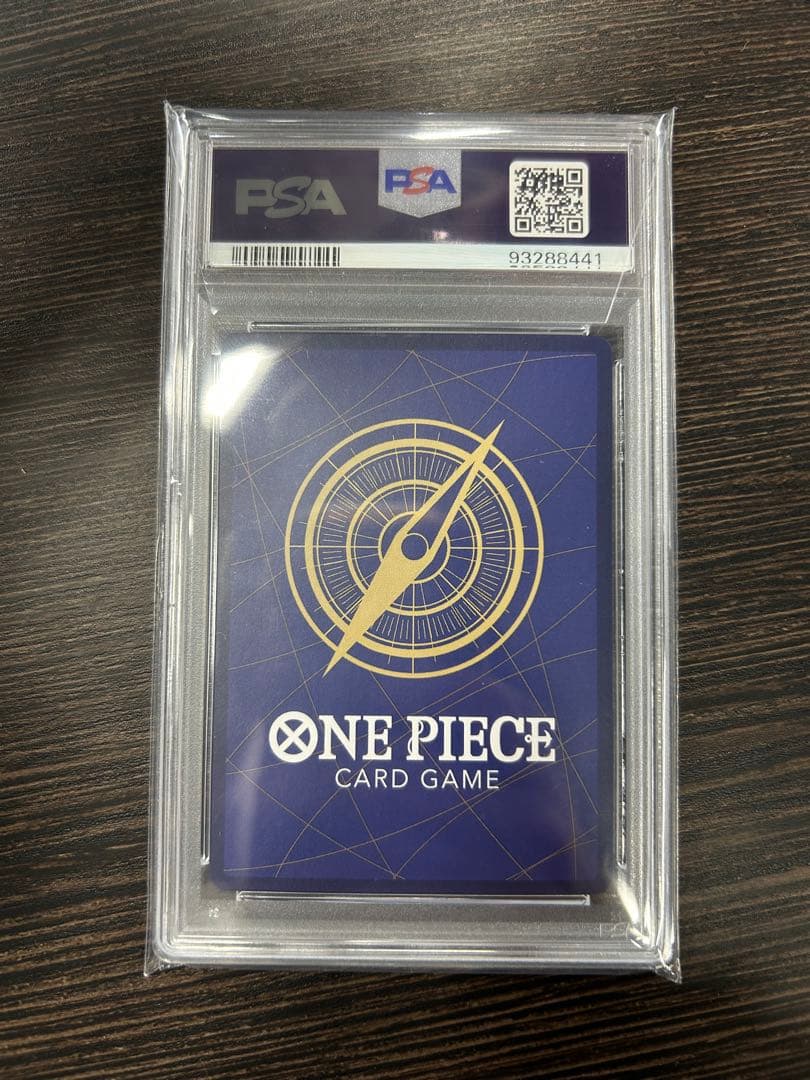 PSA PSA
93288441
ONE PIECE
CARD GAME